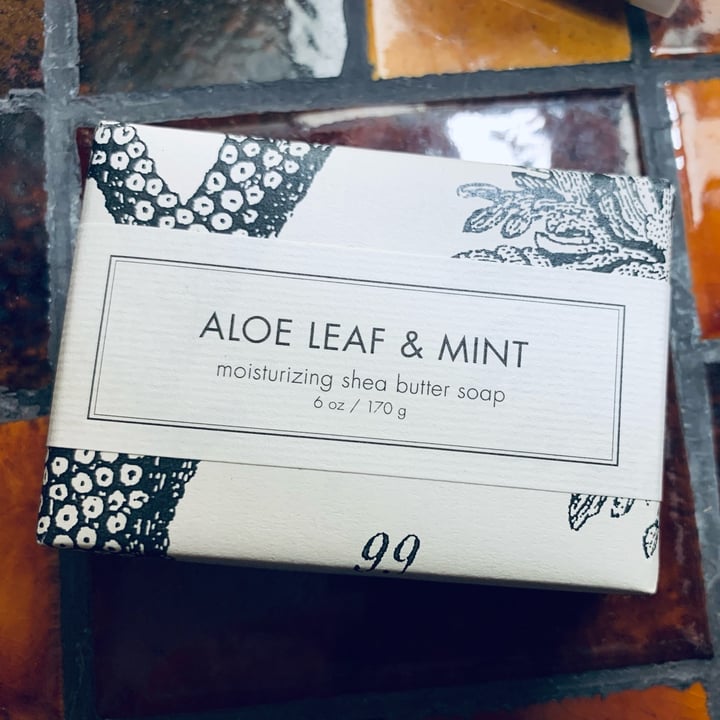 ALOE LEAF & MINT
moisturizing shea butter soap
6 oz / 170 g
99